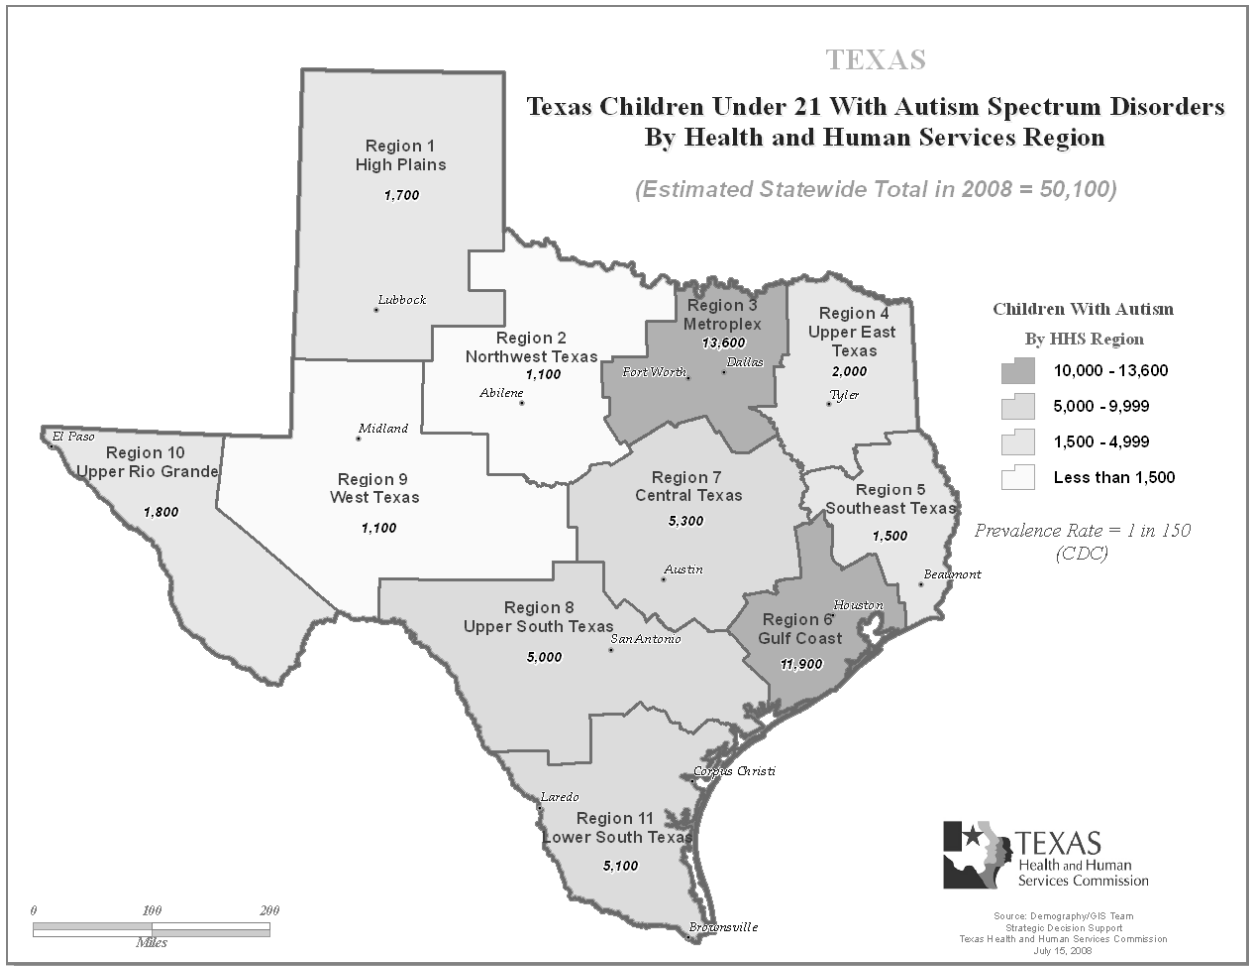 TEXAS
Texas Children Under 21 With Autism Spectrum Disorders
By Health and Human Services Region
(Estimated Statewide Total in 2008 = 50,100)
Region 1
High Plains
1,700
Lubbock
Region 2
Northwest Texas
1,100
Abilene
Region 3
Metroplex
13,600
Fort Worth
Dallas
Region 4
Upper East
Texas
2,000
Tyler
Children With Autism
By HHS Region
10,000 - 13,600
5,000 - 9,999
1,500 - 4,999
Less than 1,500
Prevalence Rate = 1 in 150
(CDC)
El Paso
Region 10
Upper Rio Grande
1,800
Midland
Region 9
West Texas
1,100
Region 7
Central Texas
5,300
Austin
Region 5
Southeast Texas
1,500
Beaumont
Region 8
Upper South Texas
5,000
San Antonio
Houston
Region 6
Gulf Coast
11,900
Corpus Christi
Laredo
Region 11
Lower South Texas
5,100
Brownsville
0 100 200
Miles
TEXAS
Health and Human
Services Commission
Source: Demography/GIS Team
Strategic Decision Support
Texas Health and Human Services Commission
July 15, 2008